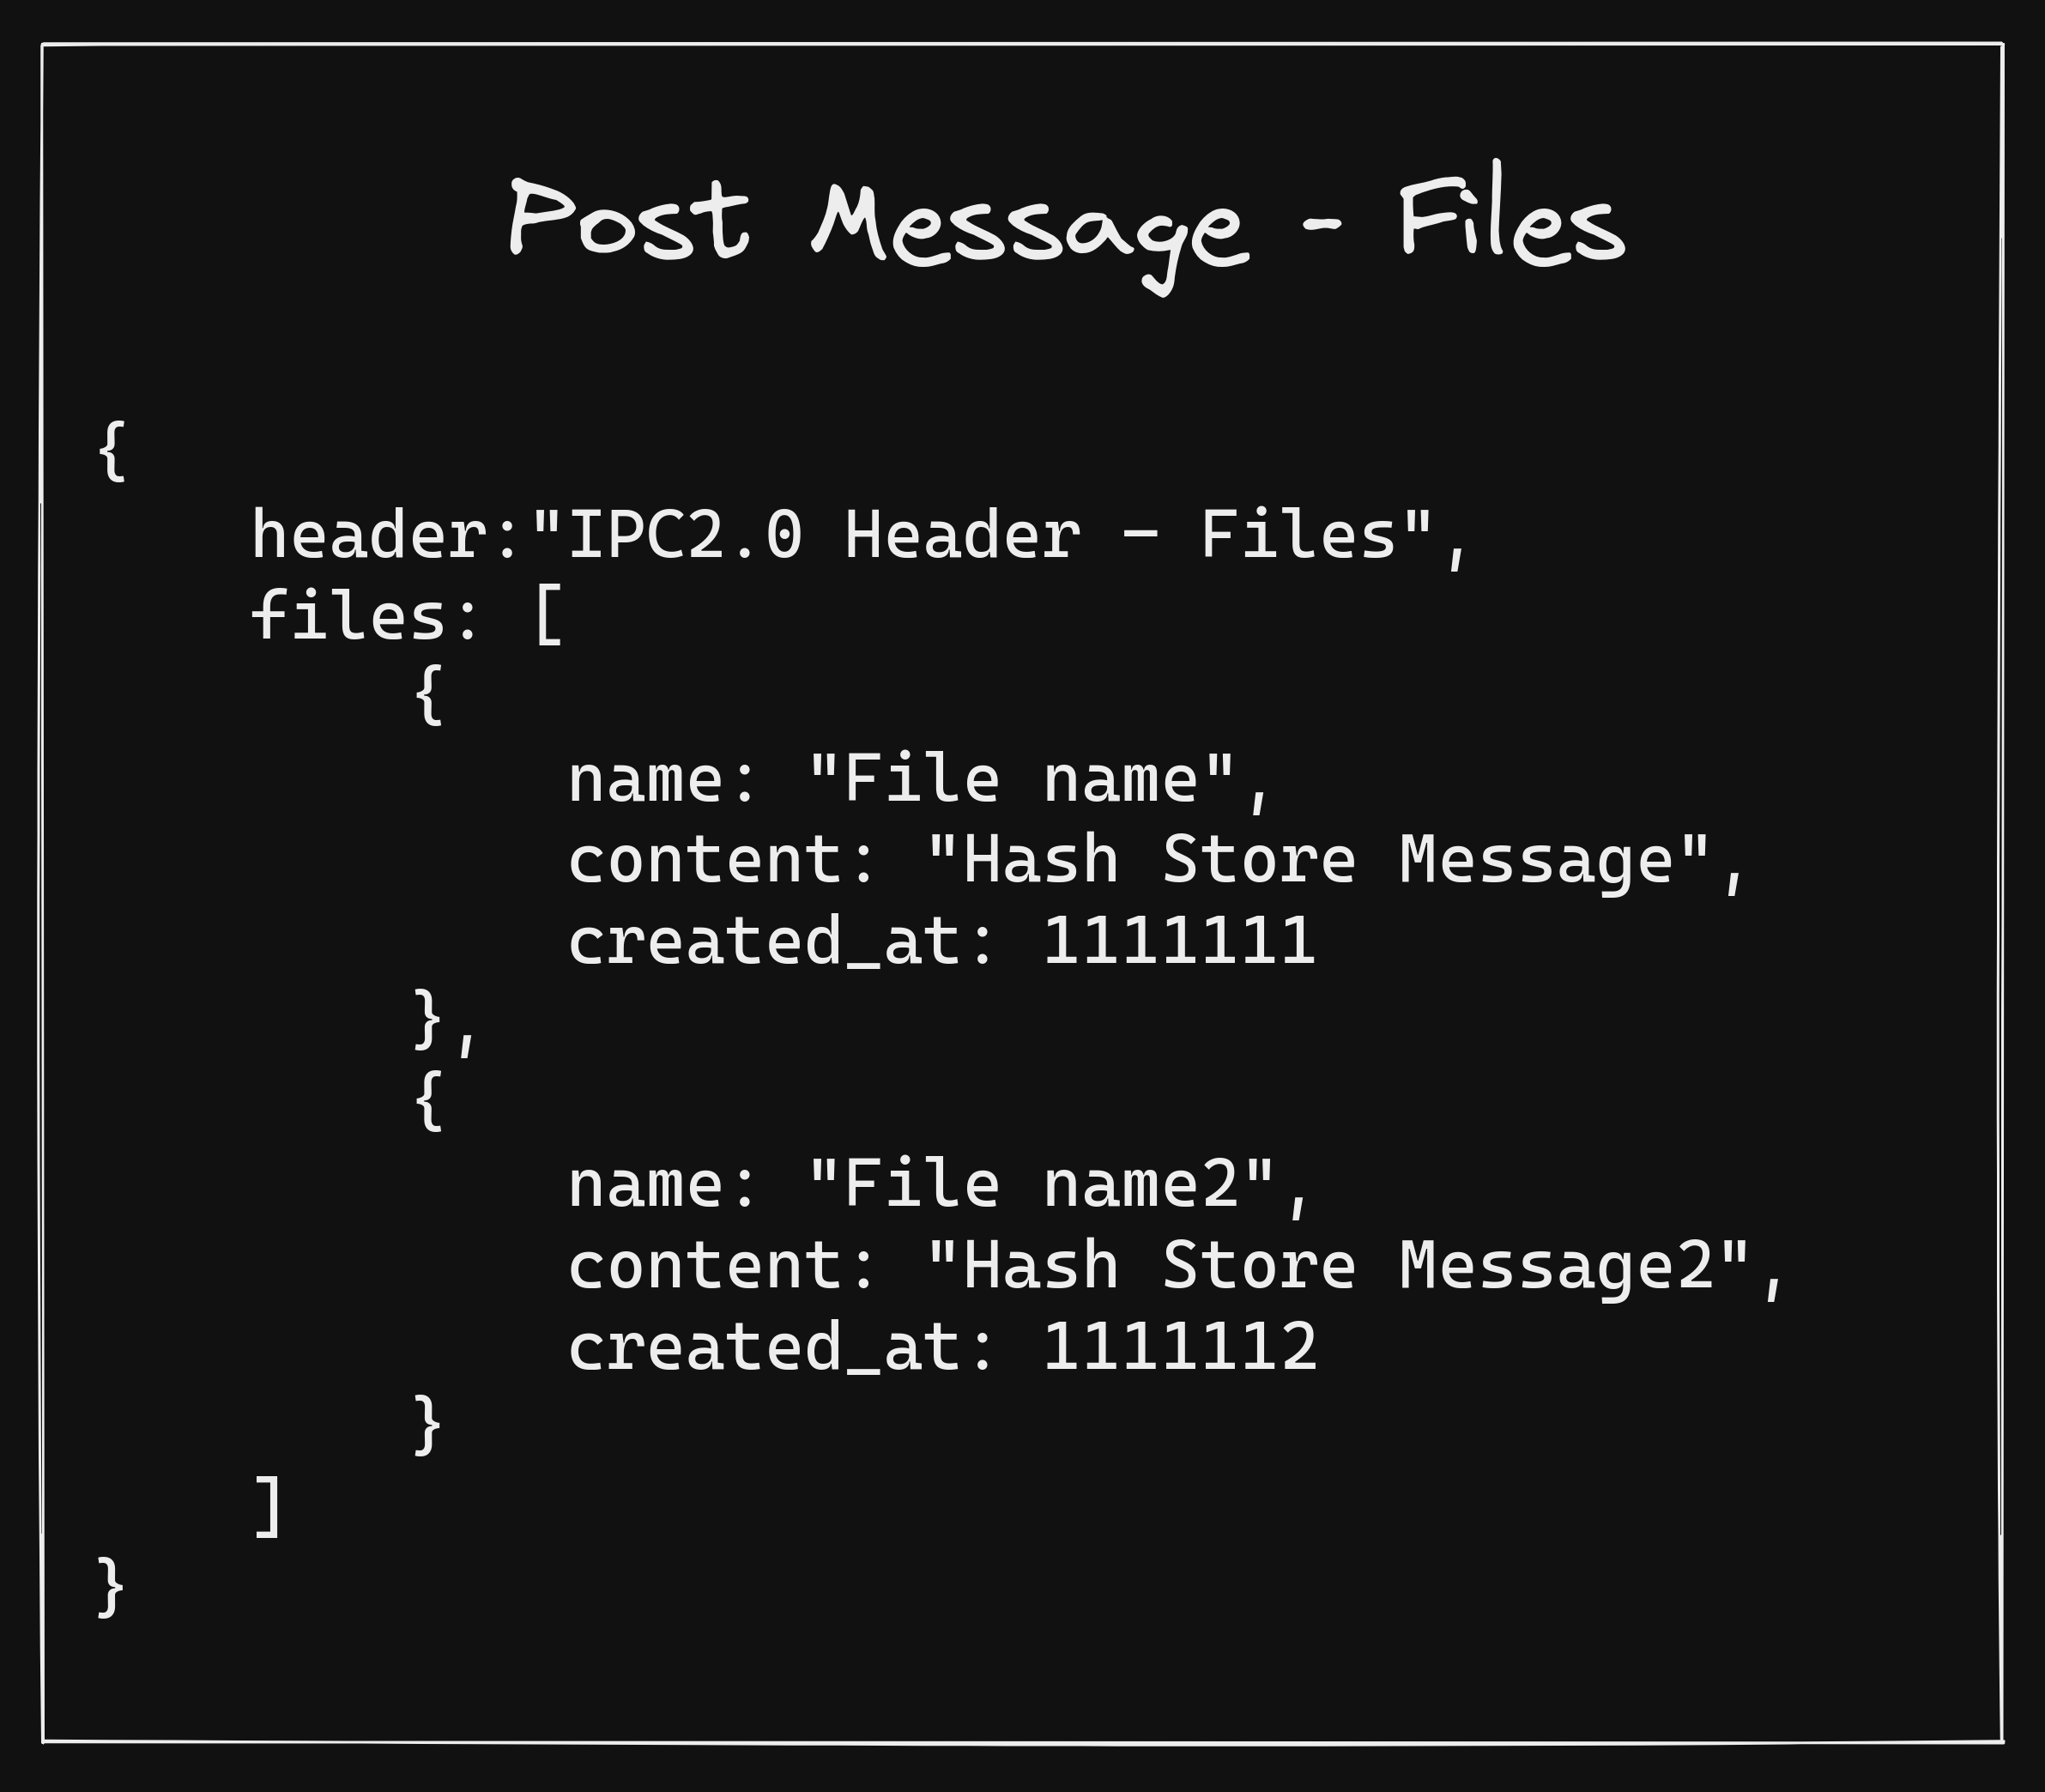 Post Message - Files
{
header:"IPC2.0 Header - Files",
files: [
{
name: "File name",
content: "Hash Store Message",
created_at: 1111111
},
{
name: "File name2",
content: "Hash Store Message2",
created_at: 1111112
}
]
}